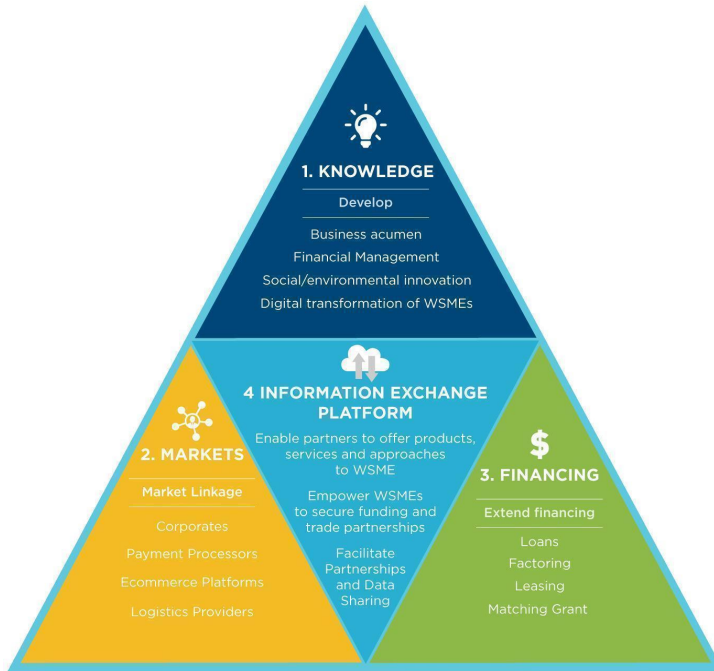 1. KNOWLEDGE
Develop
Business acumen
Financial Management
Social/environmental innovation
Digital transformation of WSMEs
4 INFORMATION EXCHANGE
PLATFORM
Enable partners to offer products,
services and approaches
to WSME
Empower WSMEs
to secure funding and
trade partnerships
Facilitate
Partnerships
and Data
Sharing
2. MARKETS
Market Linkage
Corporates
Payment Processors
Ecommerce Platforms
Logistics Providers
$
3. FINANCING
Extend financing
Loans
Factoring
Leasing
Matching Grant